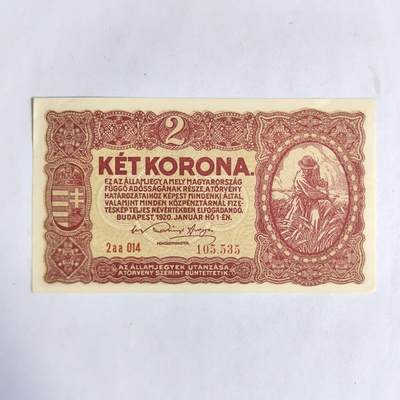 2
KÉT KORONA.
EZ AZ ÁLLAMJEGY A MELY MAGYARORSZÁG
FÜGGŐ ADÓSSÁGÁNAK RÉSZE, A TÖRVÉNY
HATÁROZATAIHOZ KÉPEST MINDENKI ÁLTAL,
VALAMINT MINDEN KÖZPÉNZTÁRNÁL FIZE-
TÉSKÉP TELJES NÉVÉRTÉKBEN ELFOGADANDÓ.
BUDAPEST, 1920. JANUÁR HÓ 1-ÉN.
2aa 014
105.535
PÉNZÜGYMINISTER.
AZ ÁLLAMJEGYEK UTÁNZÁSA
A TÖRVÉNY SZERINT BÜNTETTETIK.